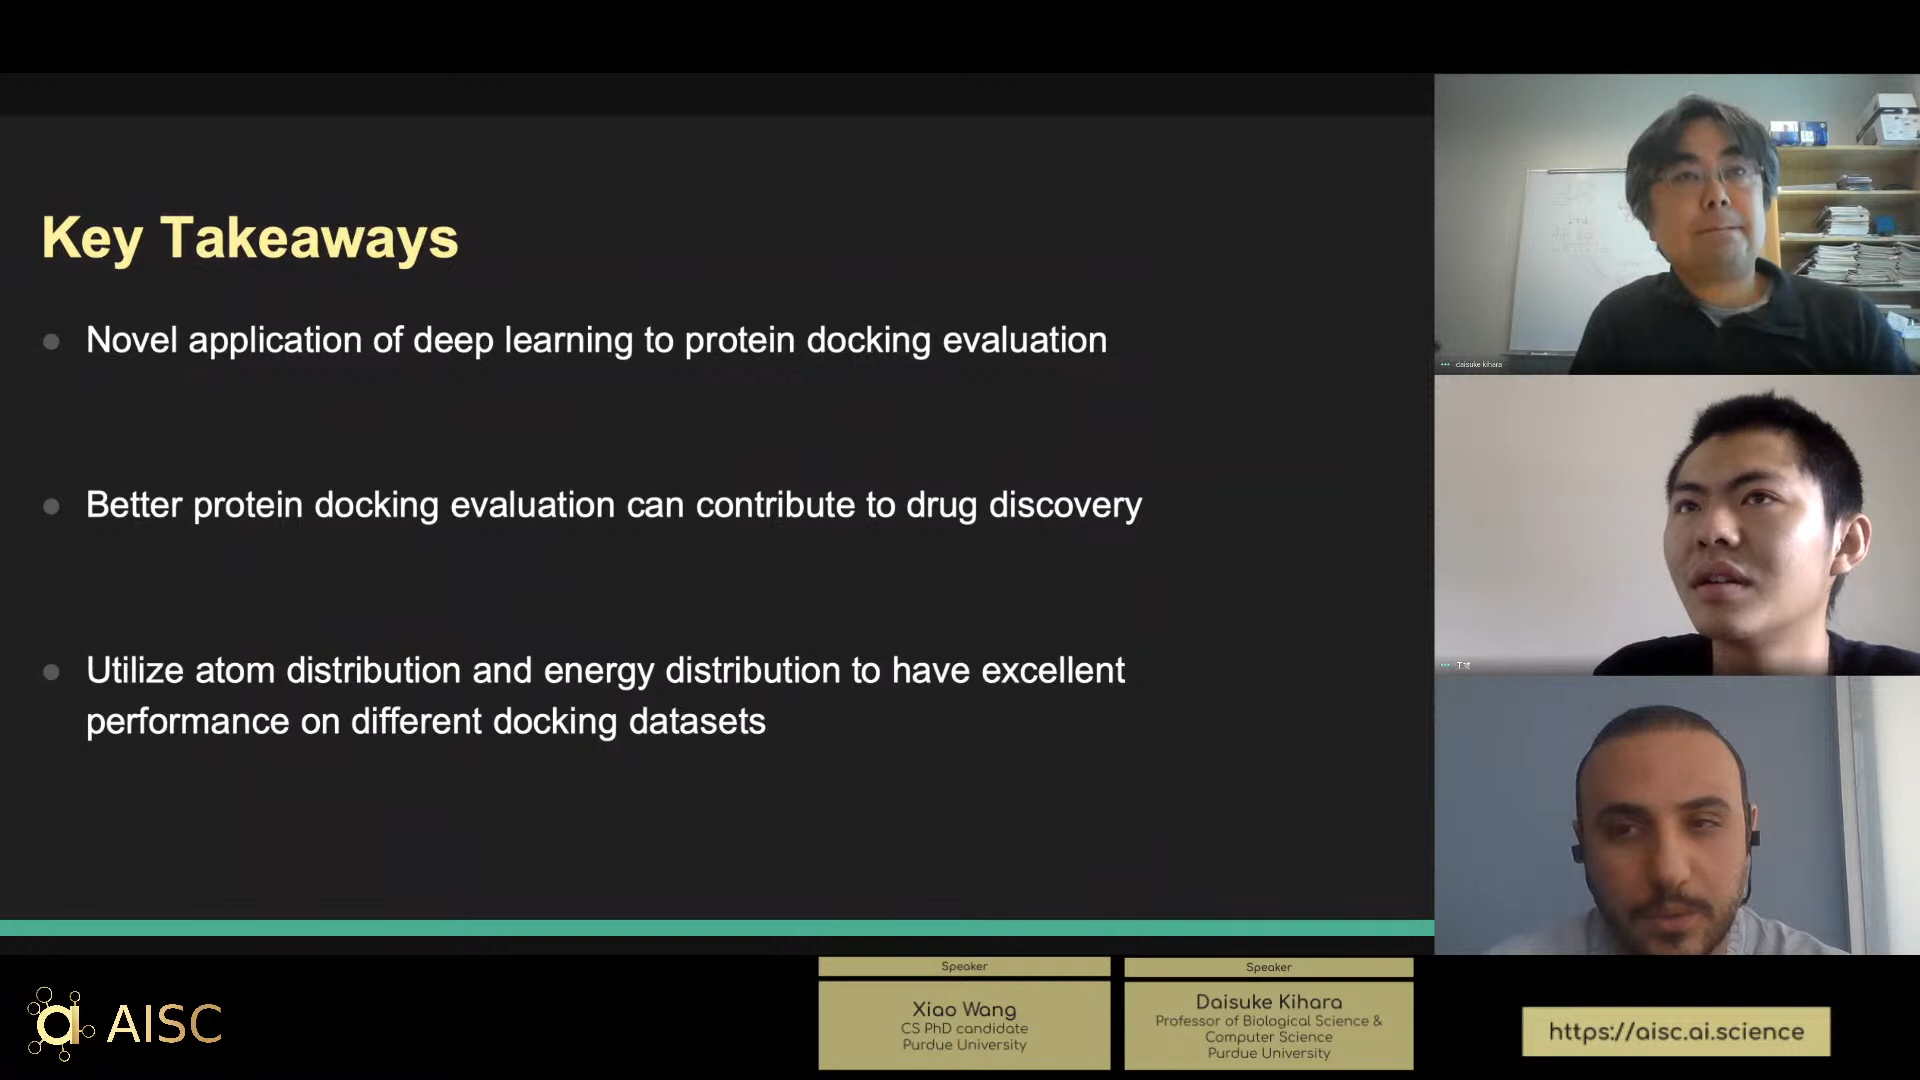 Key Takeaways
Novel application of deep learning to protein docking evaluation
Better protein docking evaluation can contribute to drug discovery
Utilize atom distribution and energy distribution to have excellent
performance on different docking datasets
daisuke kihara
AISC
Speaker
Xiao Wang
CS PhD candidate
Purdue University
Speaker
Daisuke Kihara
Professor of Biological Science &
Computer Science
Purdue University
https://aisc.ai.science